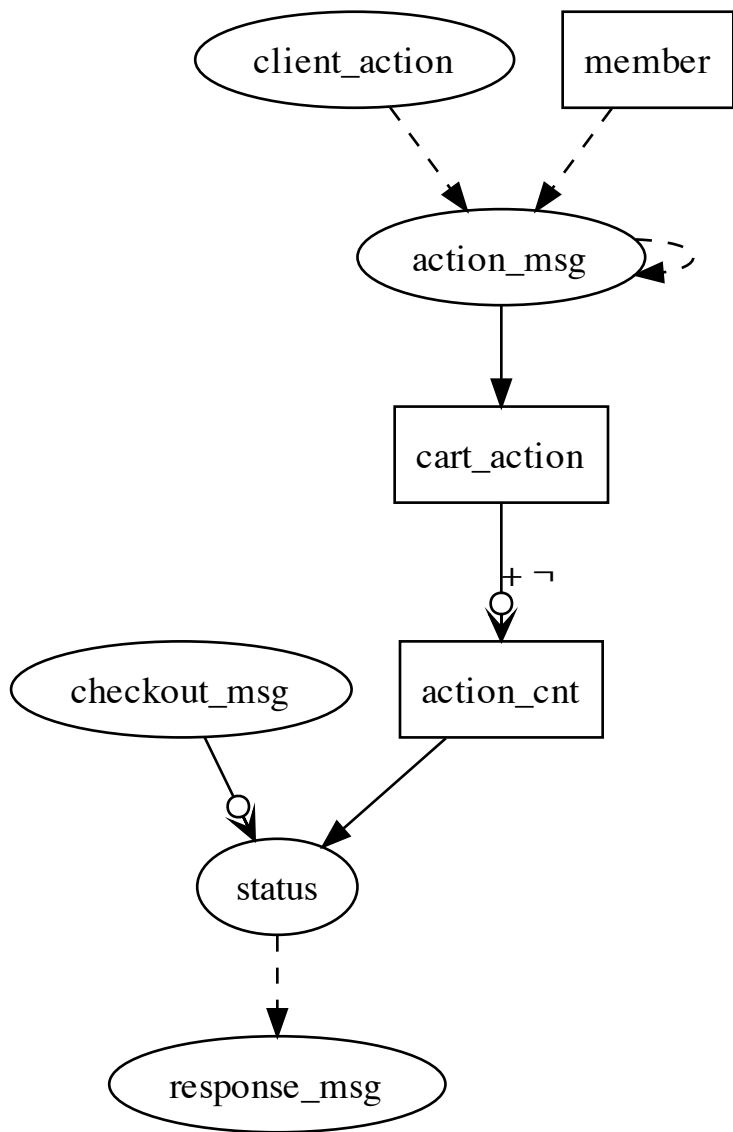 client_action
member
action_msg
cart_action
+ ¬
checkout_msg
action_cnt
status
response_msg